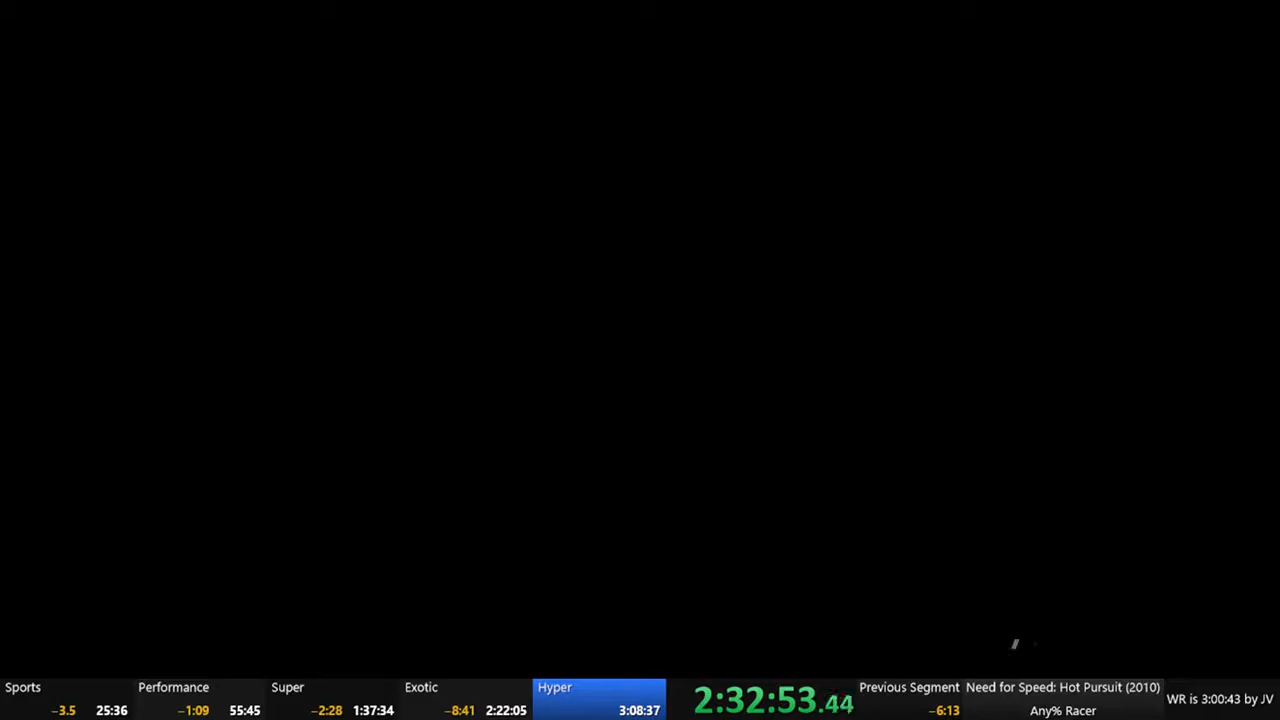 Sports
−3.5 25:36
Performance
−1:09 55:45
Super
−2:28 1:37:34
Exotic
−8:41 2:22:05
Hyper
3:08:37
2:32:53.44
Previous Segment
−6:13
Need for Speed: Hot Pursuit (2010)
Any% Racer
WR is 3:00:43 by JV